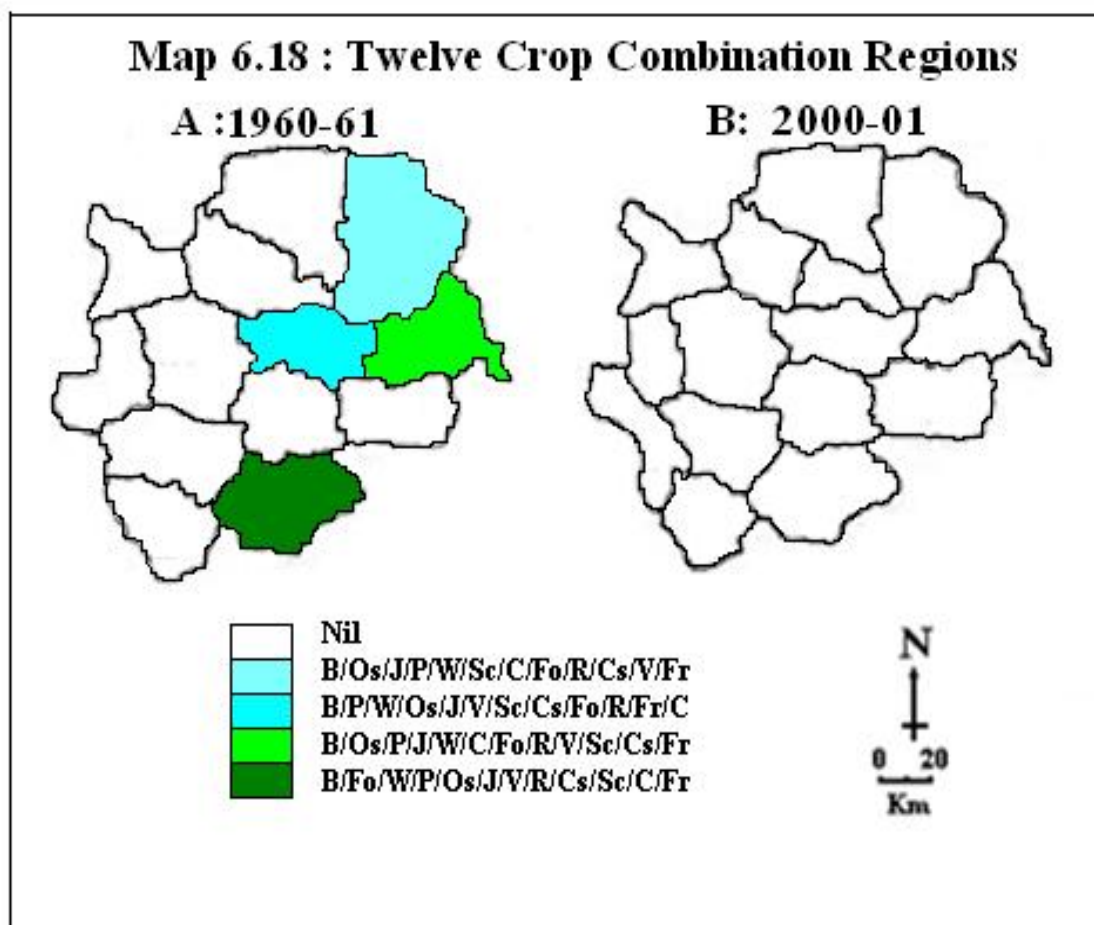 Map 6.18 : Twelve Crop Combination Regions
A :1960-61
B: 2000-01
Nil
B/Os/J/P/W/Sc/C/Fo/R/Cs/V/Fr
B/P/W/Os/J/V/Sc/Cs/Fo/R/Fr/C
B/Os/P/J/W/C/Fo/R/V/Sc/Cs/Fr
B/Fo/W/P/Os/J/V/R/Cs/Sc/C/Fr
N
0 20
Km